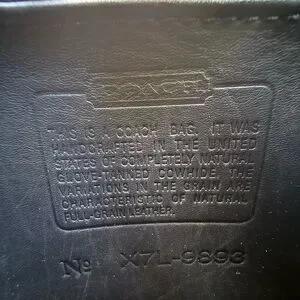 COACH
THIS IS A COACH BAG. IT WAS
HANDCRAFTED IN THE UNITED
STATES OF COMPLETELY NATURAL
GLOVE-TANNED COWHIDE. THE
VARIATIONS IN THE GRAIN ARE
CHARACTERISTIC OF NATURAL
FULL-GRAIN LEATHER.
No X7L-9893